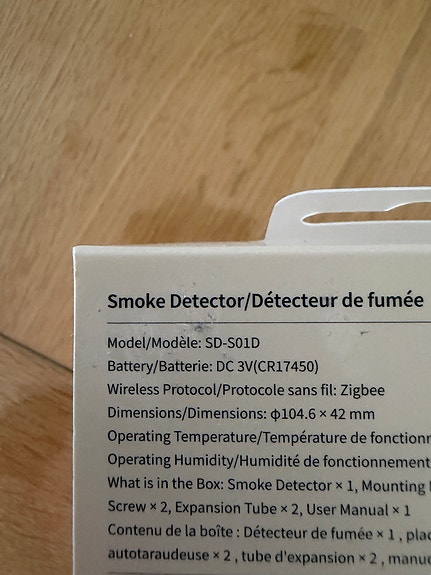 Smoke Detector/Détecteur de fumée
Model/Modèle: SD-S01D
Battery/Batterie: DC 3V(CR17450)
Wireless Protocol/Protocole sans fil: Zigbee
Dimensions/Dimensions: φ104.6 × 42 mm
Operating Temperature/Température de
Operating Humidity/Humidité de fonctionnement
What is in the Box: Smoke Detector × 1, Mounting
Screw × 2, Expansion Tube × 2, User Manual × 1
Contenu de la boîte : Détecteur de fumée × 1 ,
autotaraudeuse × 2 , tube d'expansion × 2 ,